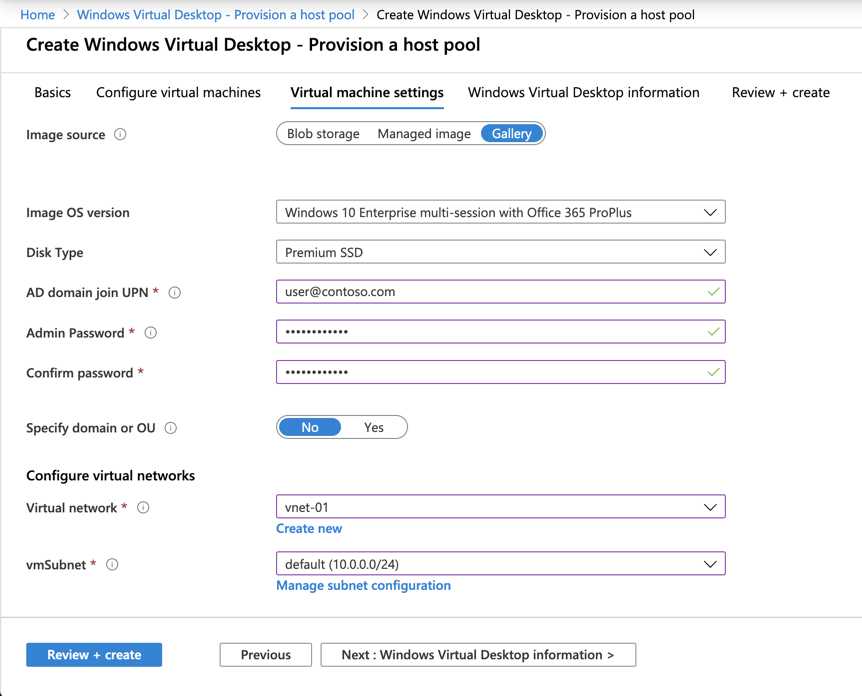 Home > Windows Virtual Desktop - Provision a host pool > Create Windows Virtual Desktop - Provision a host pool
Create Windows Virtual Desktop - Provision a host pool
Basics Configure virtual machines Virtual machine settings Windows Virtual Desktop information Review + create
Image source Blob storage Managed image Gallery
Image OS version Windows 10 Enterprise multi-session with Office 365 ProPlus
Disk Type Premium SSD
AD domain join UPN * user@contoso.com
Admin Password * ••••••••••••
Confirm password * ••••••••••••
Specify domain or OU No Yes
Configure virtual networks
Virtual network * vnet-01
Create new
vmSubnet * default (10.0.0.0/24)
Manage subnet configuration
Review + create Previous Next : Windows Virtual Desktop information >